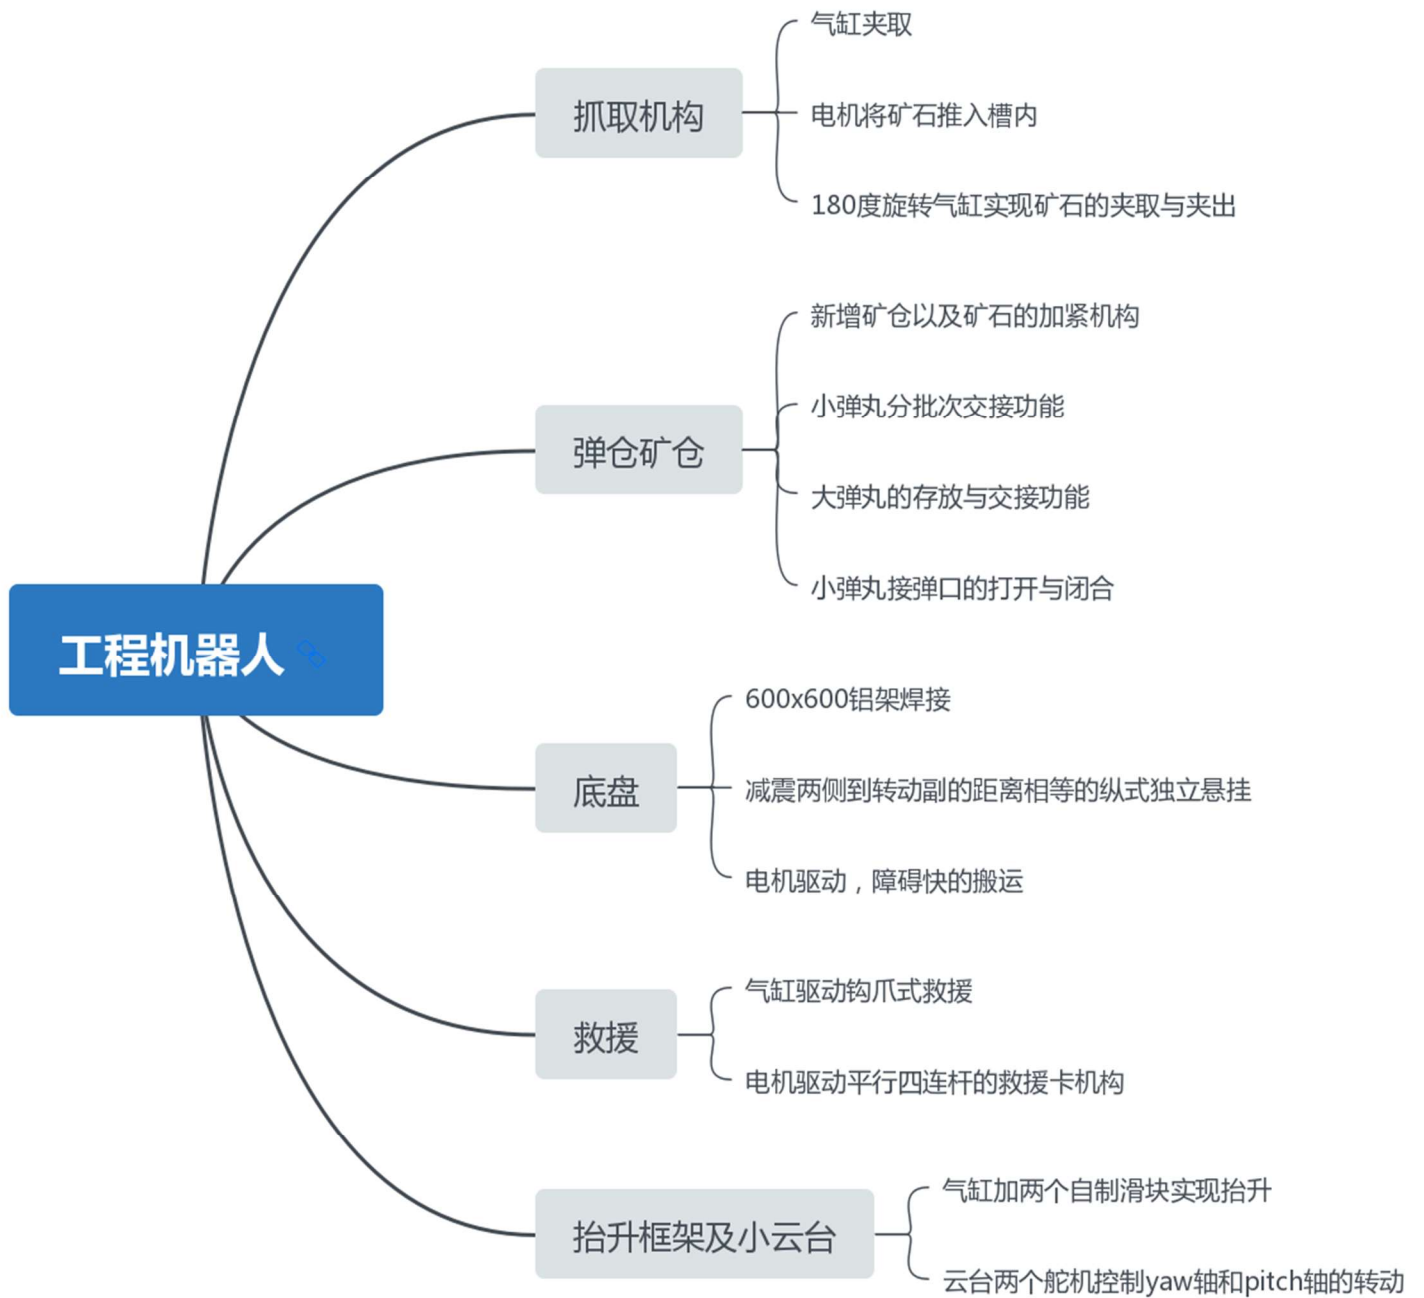 工程机器人
抓取机构
气缸夹取
电机将矿石推入槽内
180度旋转气缸实现矿石的夹取与夹出
弹仓矿仓
新增矿仓以及矿石的加紧机构
小弹丸分批次交接功能
大弹丸的存放与交接功能
小弹丸接弹口的打开与闭合
底盘
600x600铝架焊接
减震两侧到转动副的距离相等的纵式独立悬挂
电机驱动，障碍快的搬运
救援
气缸驱动钩爪式救援
电机驱动平行四连杆的救援卡机构
抬升框架及小云台
气缸加两个自制滑块实现抬升
云台两个舵机控制yaw轴和pitch轴的转动